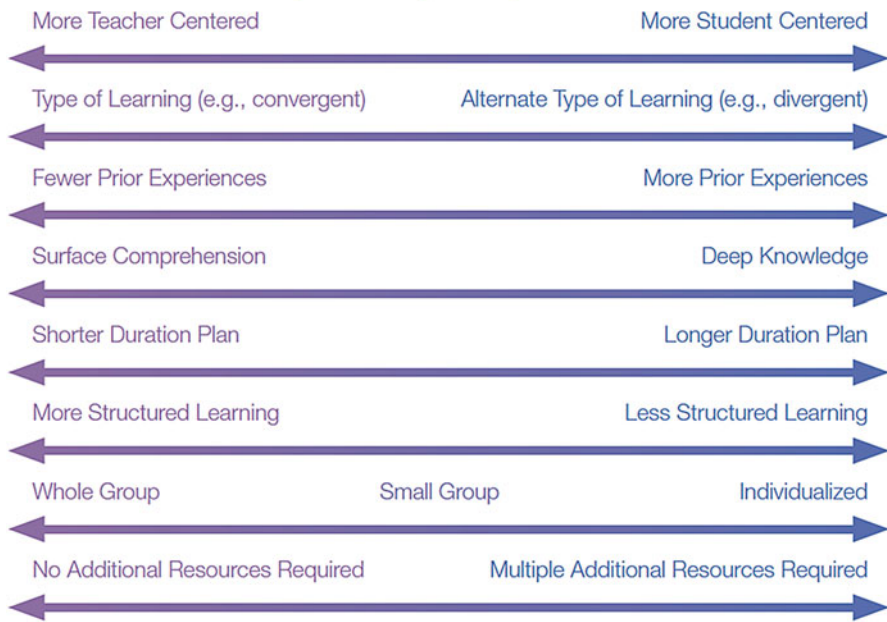 More Teacher Centered More Student Centered
Type of Learning (e.g., convergent) Alternate Type of Learning (e.g., divergent)
Fewer Prior Experiences More Prior Experiences
Surface Comprehension Deep Knowledge
Shorter Duration Plan Longer Duration Plan
More Structured Learning Less Structured Learning
Whole Group Small Group Individualized
No Additional Resources Required Multiple Additional Resources Required